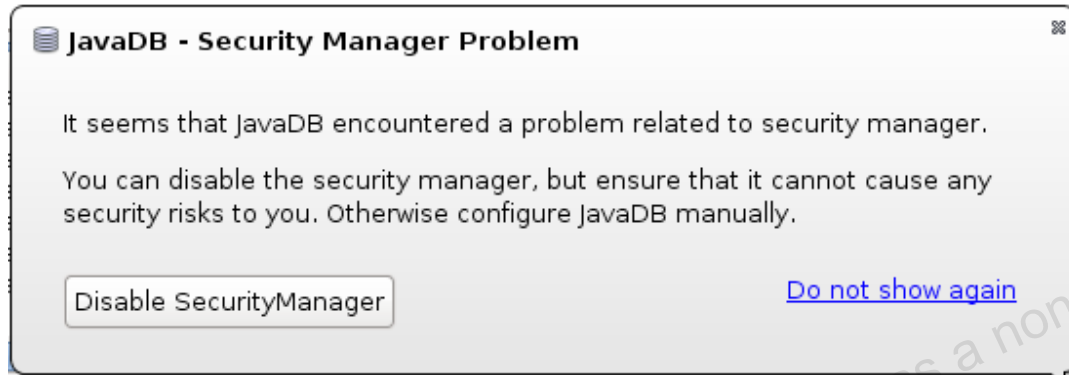 JavaDB - Security Manager Problem
It seems that JavaDB encountered a problem related to security manager.
You can disable the security manager, but ensure that it cannot cause any
security risks to you. Otherwise configure JavaDB manually.
Disable SecurityManager
Do not show again
a non